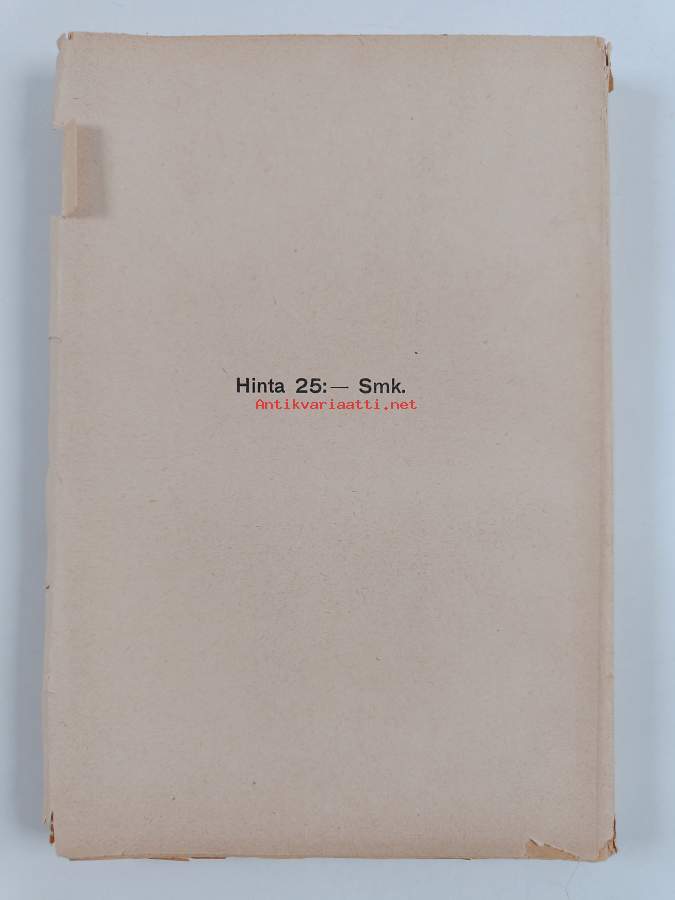 Hinta 25:— Smk.
Antikvariaatti.net